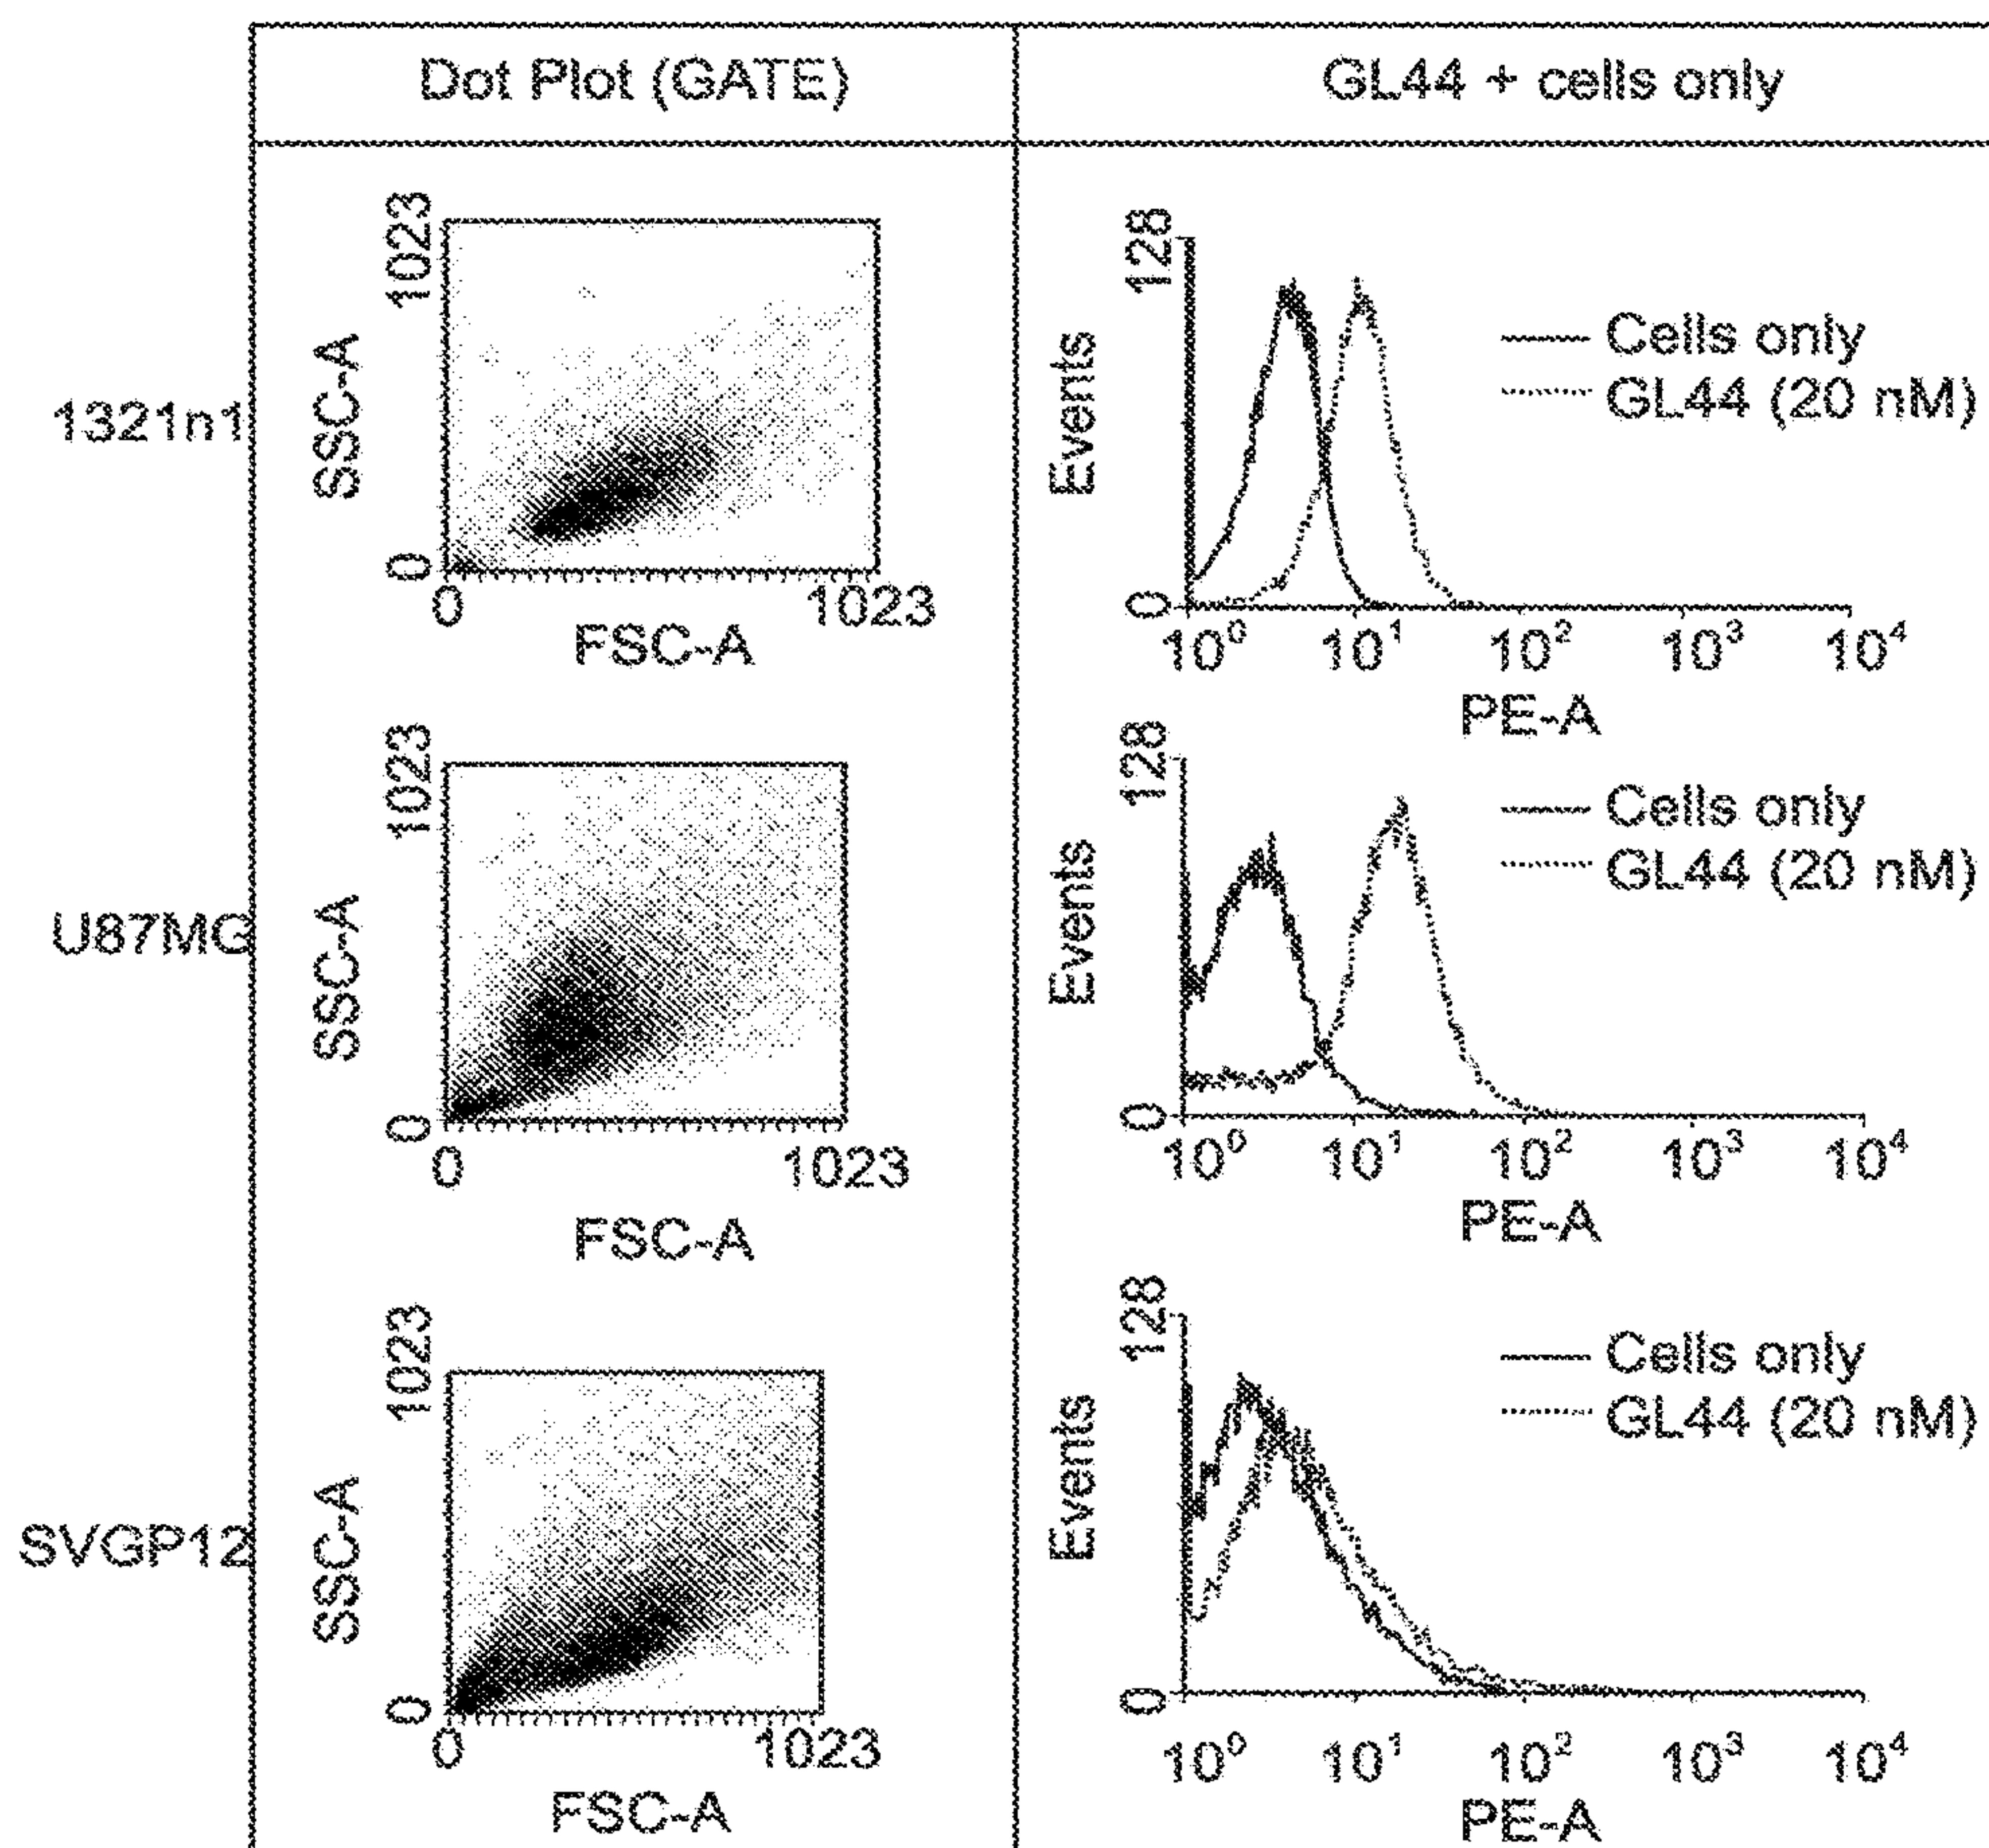 Dot Plot (GATE)
GL44 + cells only
1321n1
1023
SSC-A
0
0
1023
FSC-A
128
Events
0
Cells only
GL44 (20 nM)
10⁰
10¹
10²
10³
10⁴
PE-A
U87MG
1023
SSC-A
0
0
1023
FSC-A
128
Events
0
Cells only
GL44 (20 nM)
10⁰
10¹
10²
10³
10⁴
PE-A
SVGP12
1023
SSC-A
0
0
1023
FSC-A
128
Events
0
Cells only
GL44 (20 nM)
10⁰
10¹
10²
10³
10⁴
PE-A